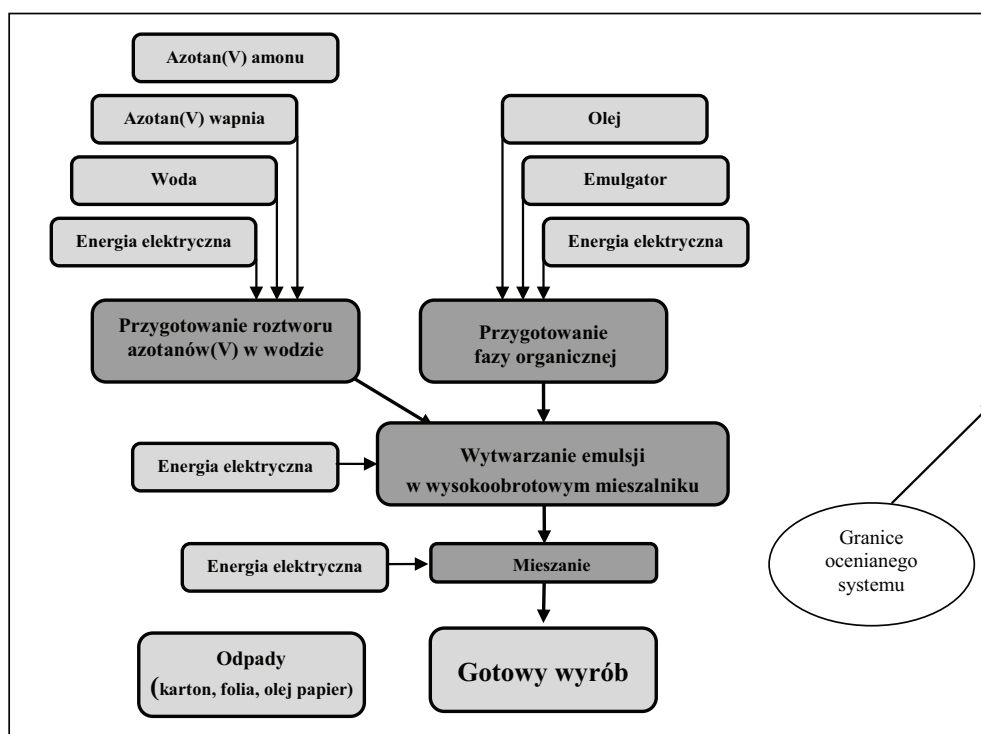 Azotan(V) amonu
Azotan(V) wapnia
Woda
Energia elektryczna
Olej
Emulgator
Energia elektryczna
Przygotowanie roztworu
azotanów(V) w wodzie
Przygotowanie
fazy organicznej
Energia elektryczna
Wytwarzanie emulsji
w wysokoobrotowym mieszalniku
Granice
ocenianego
systemu
Energia elektryczna
Mieszanie
Odpady
(karton, folia, olej papier)
Gotowy wyrób